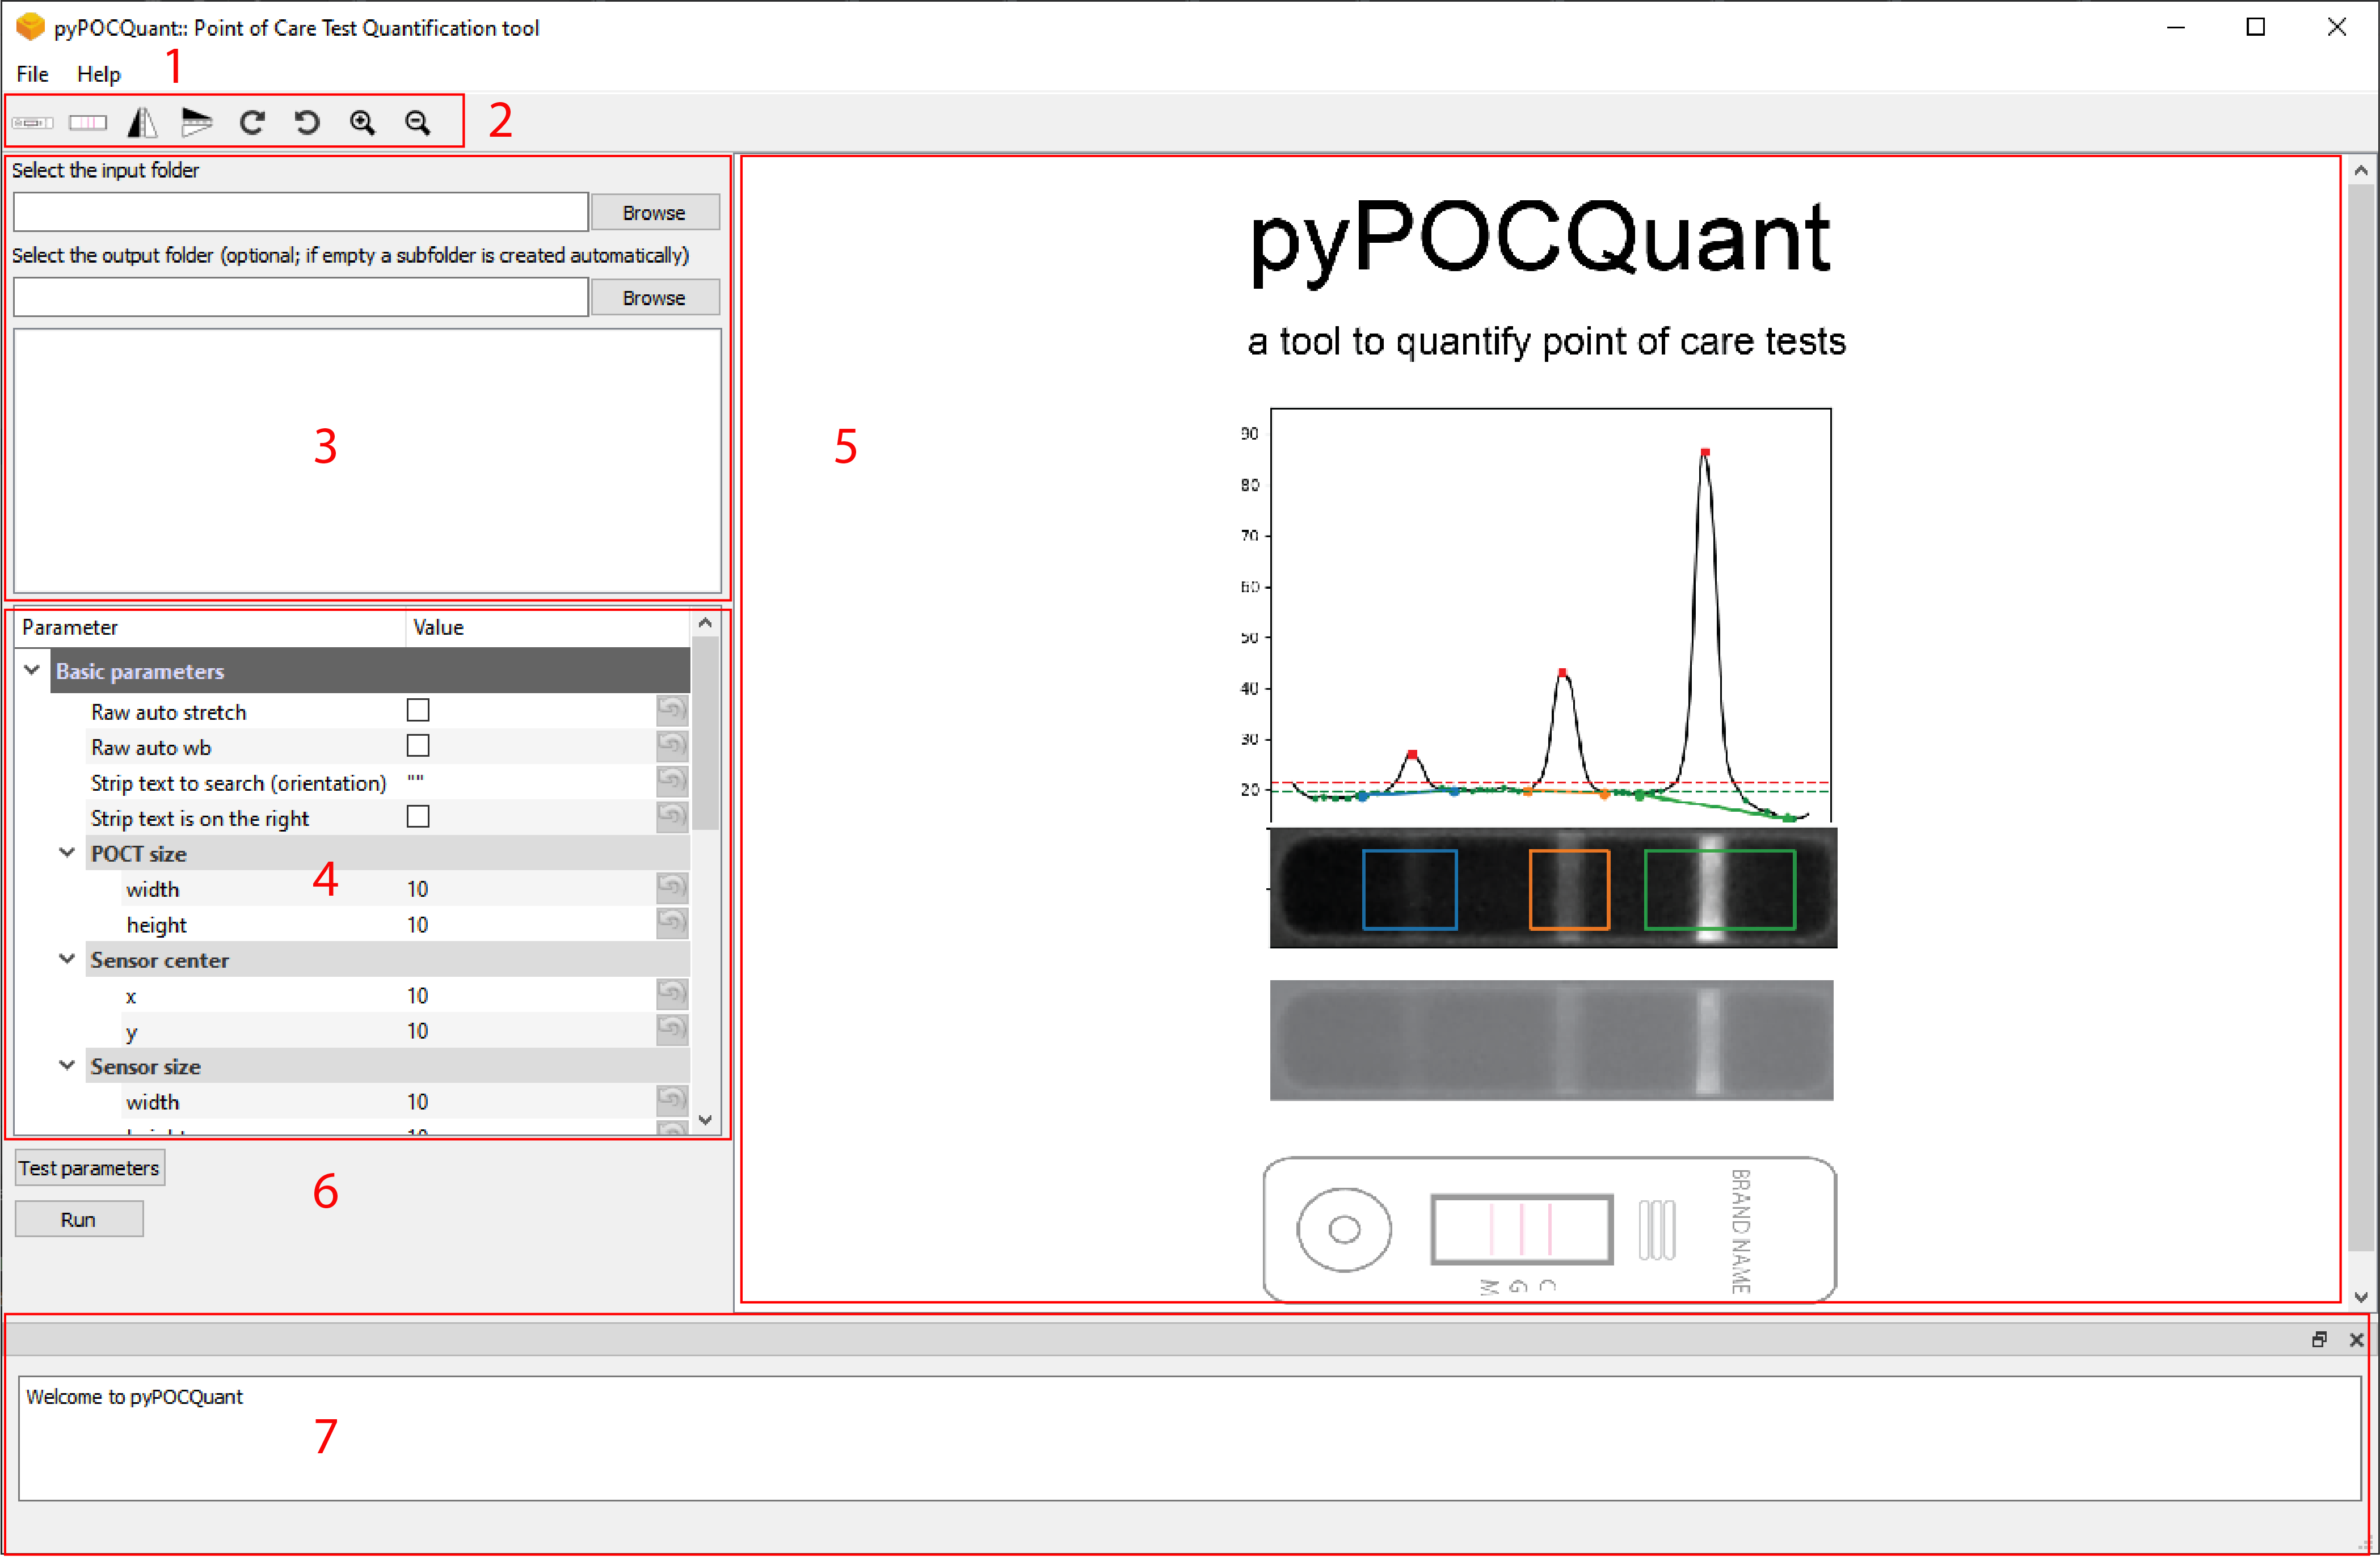 pyPOCQuant:: Point of Care Test Quantification tool
File Help 1
2
Select the input folder
Browse
Select the output folder (optional; if empty a subfolder is created automatically)
Browse
3
Parameter Value
Basic parameters
Raw auto stretch
Raw auto wb
Strip text to search (orientation) ""
Strip text is on the right
POCT size
4
width 10
height 10
Sensor center
x 10
y 10
Sensor size
width 10
Test parameters
6
Run
pyPOCQuant
a tool to quantify point of care tests
5
90
80
70
60
50
40
30
20
BRAND NAME
M G C
Welcome to pyPOCQuant
7